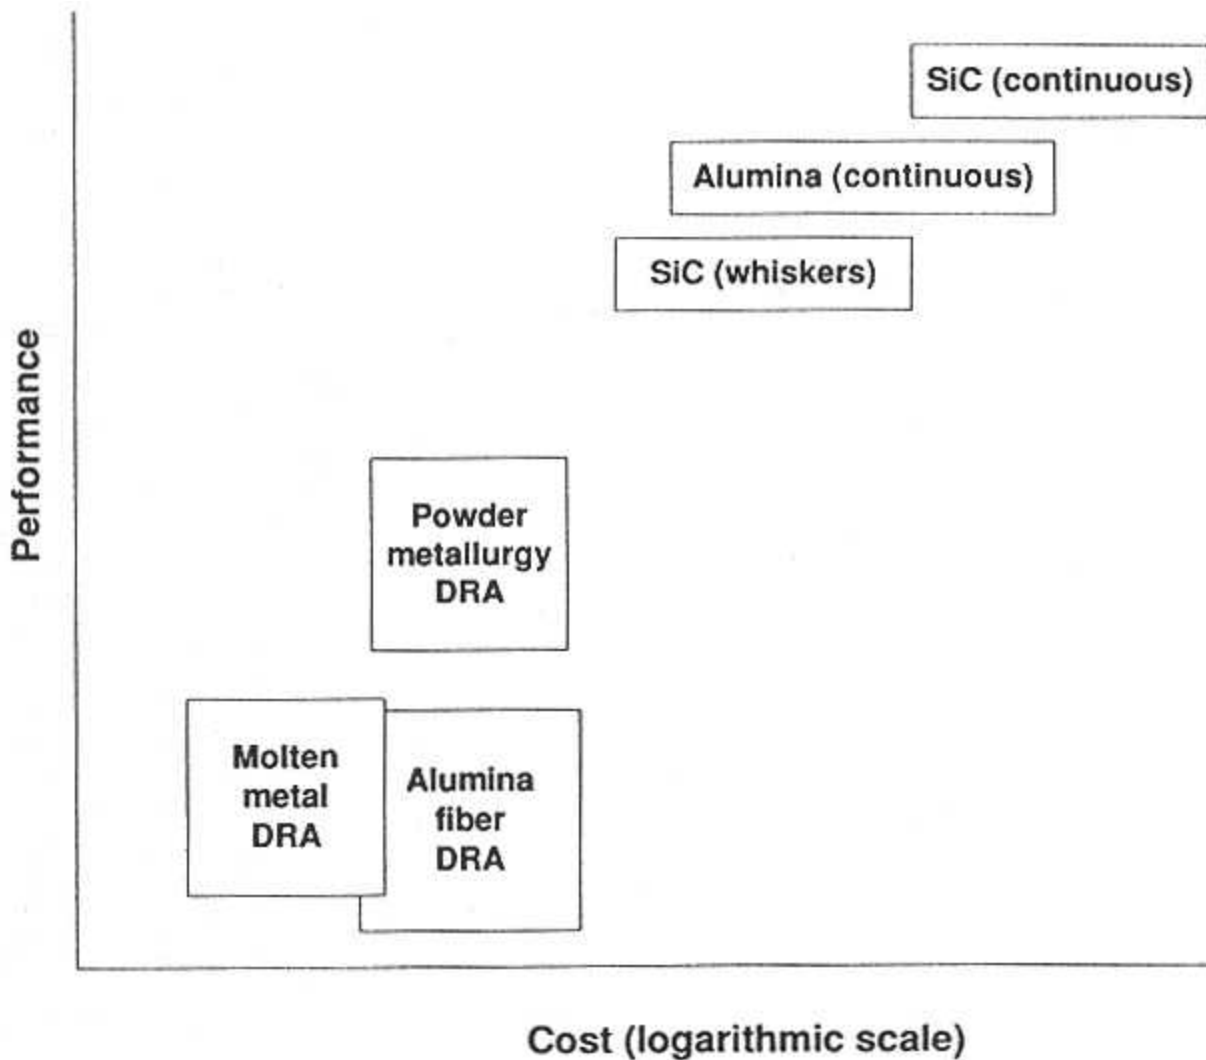 SiC (continuous)
Alumina (continuous)
SiC (whiskers)
Performance
Powder
metallurgy
DRA
Molten
metal
DRA
Alumina
fiber
DRA
Cost (logarithmic scale)